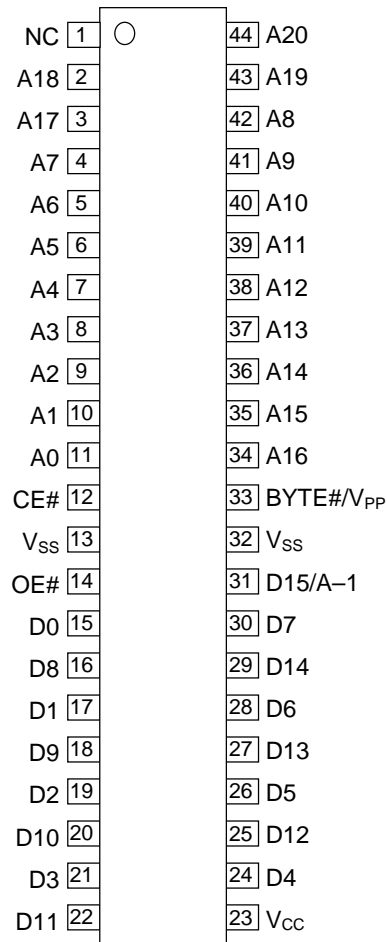 NC 1 44 A20
A18 2 43 A19
A17 3 42 A8
A7 4 41 A9
A6 5 40 A10
A5 6 39 A11
A4 7 38 A12
A3 8 37 A13
A2 9 36 A14
A1 10 35 A15
A0 11 34 A16
CE# 12 33 BYTE#/VPP
VSS 13 32 VSS
OE# 14 31 D15/A–1
D0 15 30 D7
D8 16 29 D14
D1 17 28 D6
D9 18 27 D13
D2 19 26 D5
D10 20 25 D12
D3 21 24 D4
D11 22 23 VCC